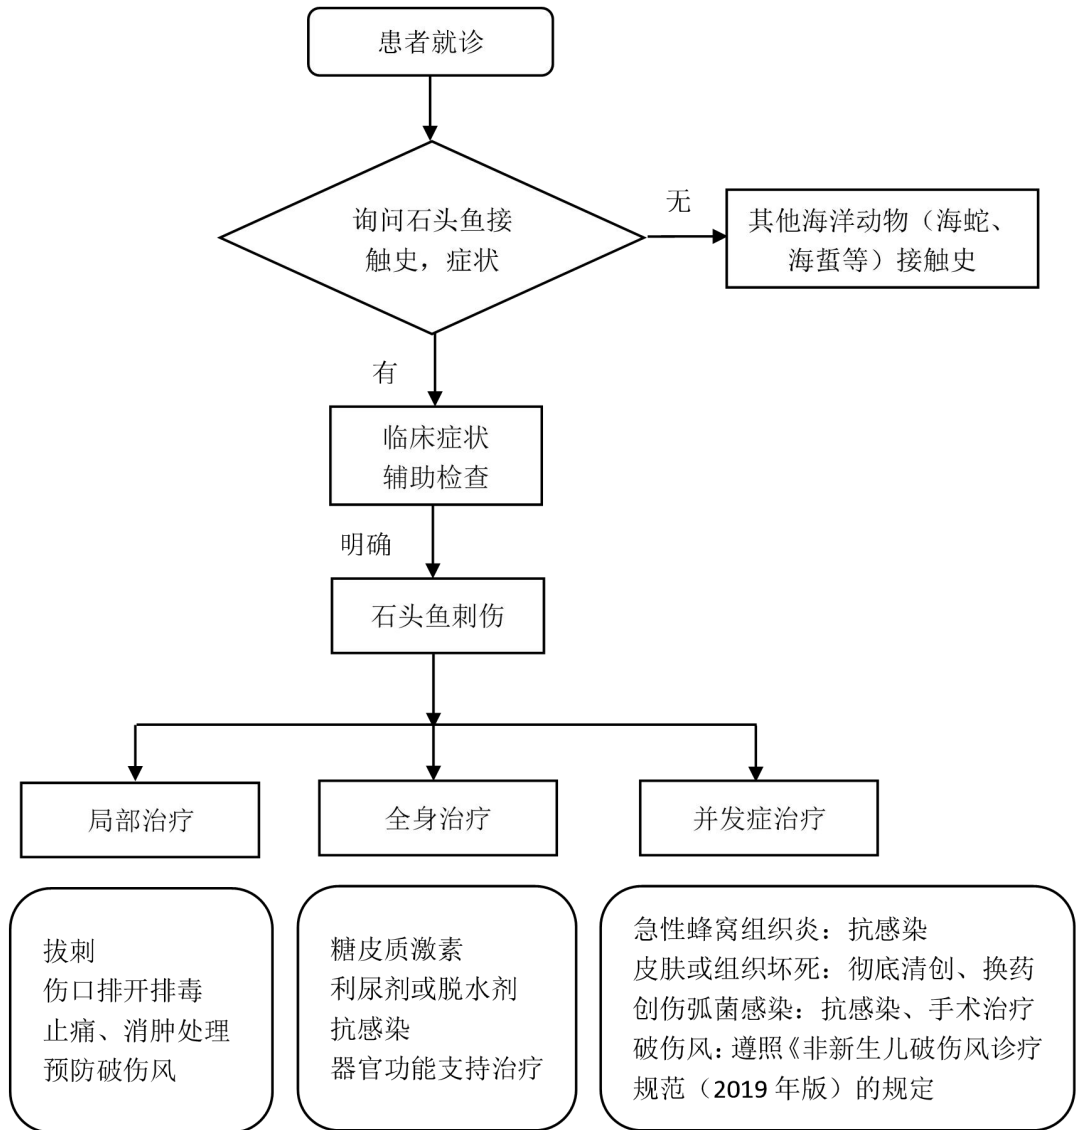 患者就诊
询问石头鱼接
触史，症状
无
其他海洋动物（海蛇、
海蜇等）接触史
有
临床症状
辅助检查
明确
石头鱼刺伤
局部治疗
全身治疗
并发症治疗
拔刺
伤口排开排毒
止痛、消肿处理
预防破伤风
糖皮质激素
利尿剂或脱水剂
抗感染
器官功能支持治疗
急性蜂窝组织炎：抗感染
皮肤或组织坏死：彻底清创、换药
创伤弧菌感染：抗感染、手术治疗
破伤风：遵照《非新生儿破伤风诊疗
规范（2019 年版）的规定